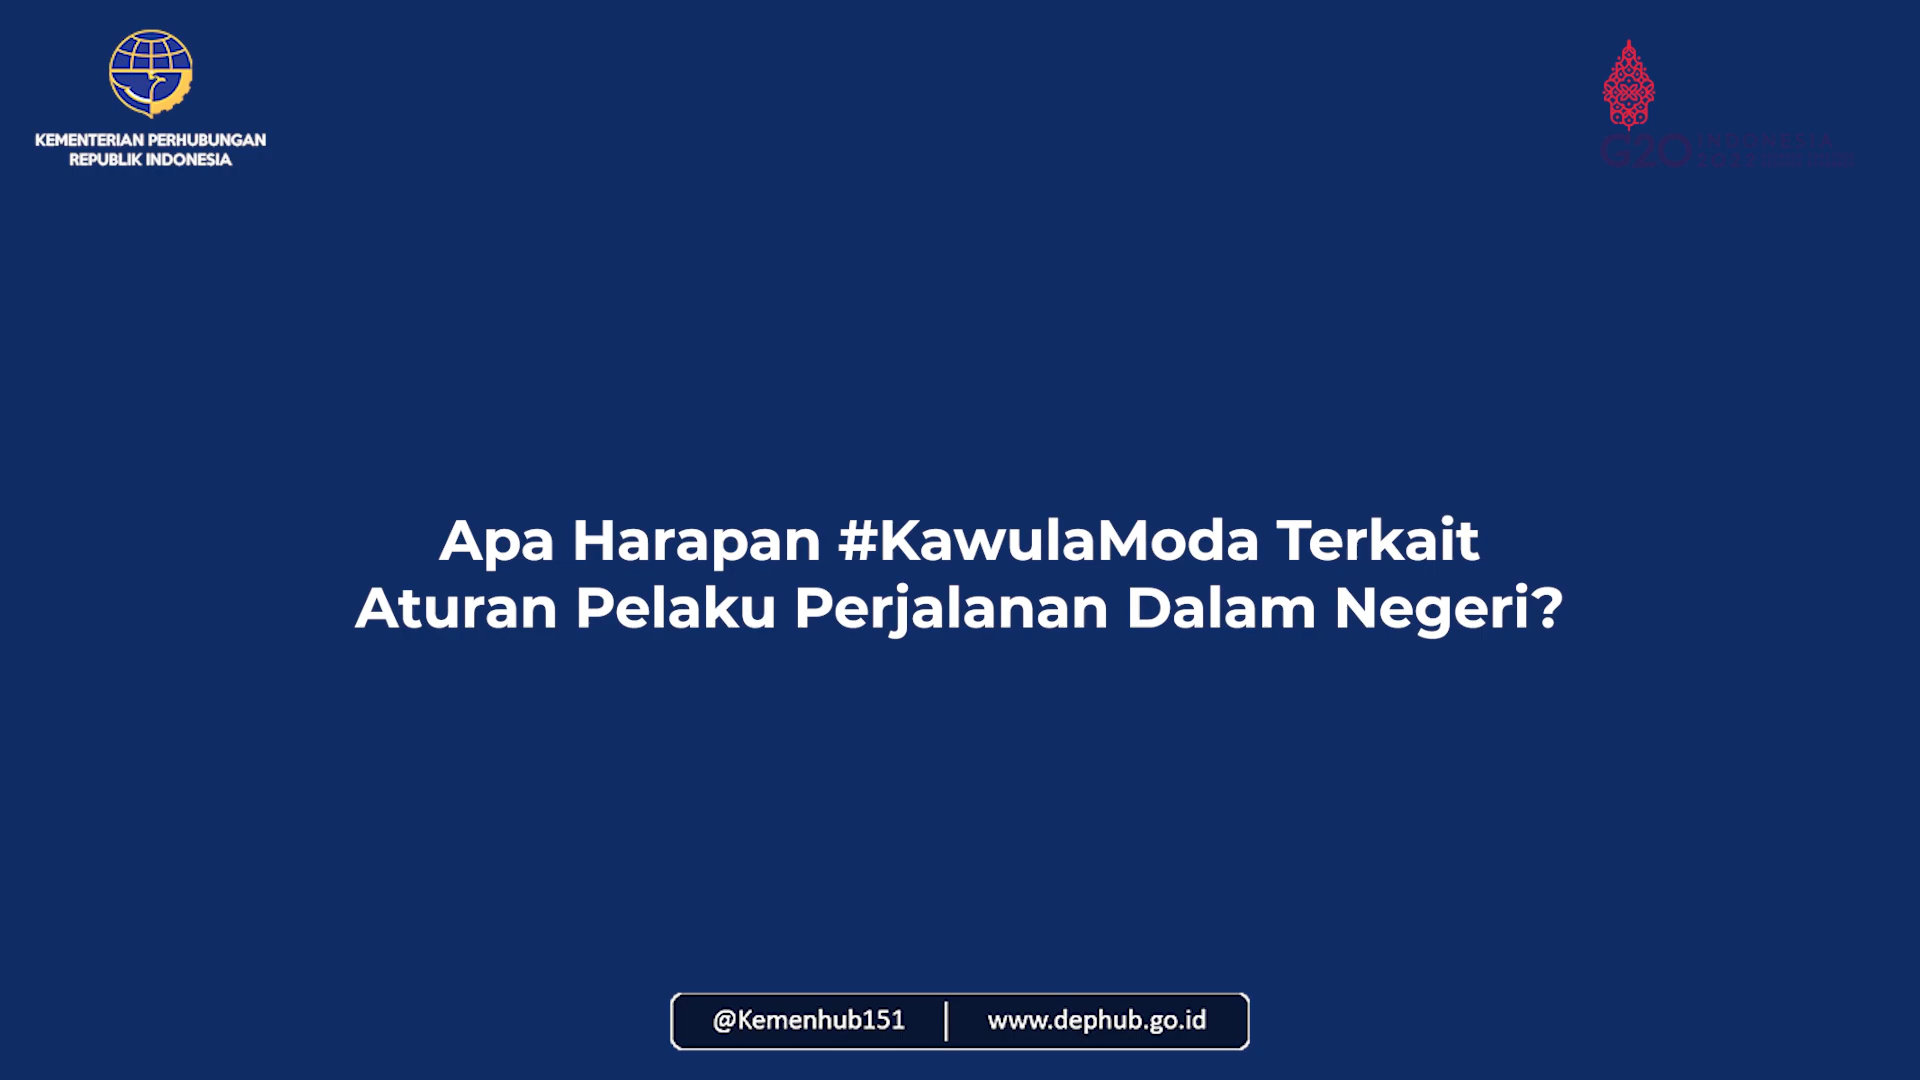 KEMENTERIAN PERHUBUNGAN
REPUBLIK INDONESIA
G20
INDONESIA
Apa Harapan #KawulaModa Terkait
Aturan Pelaku Perjalanan Dalam Negeri?
@Kemenhub151 | www.dephub.go.id